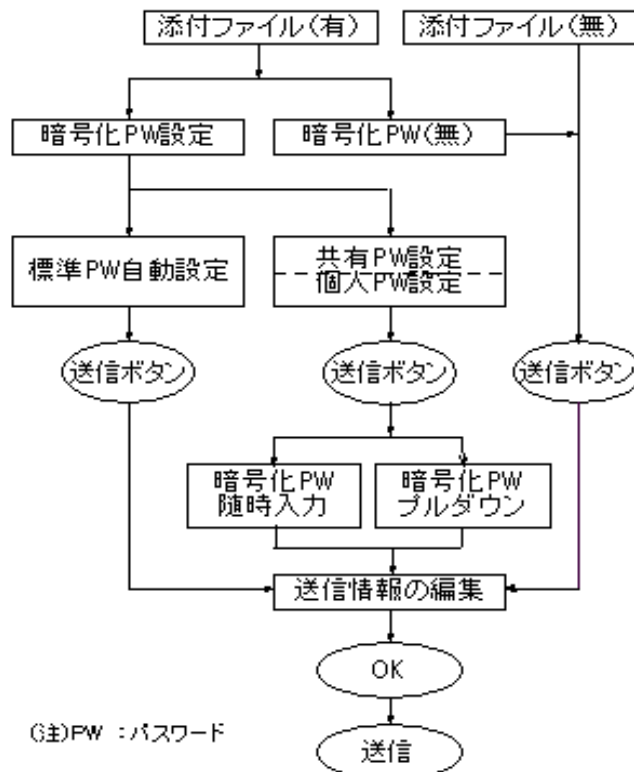 添付ファイル(有)
添付ファイル(無)
暗号化PW設定
暗号化PW(無)
標準PW自動設定
共有PW設定
個人PW設定
送信ボタン
送信ボタン
送信ボタン
暗号化PW
随時入力
暗号化PW
プルダウン
送信情報の編集
OK
(注)PW :パスワード
送信